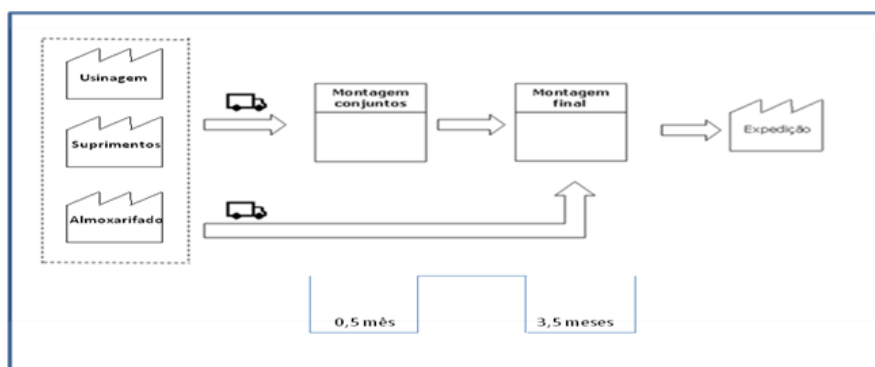 Usinagem
Suprimentos
Almoxarifado
Montagem
conjuntos
Montagem
final
Expedição
0,5 mês
3,5 meses